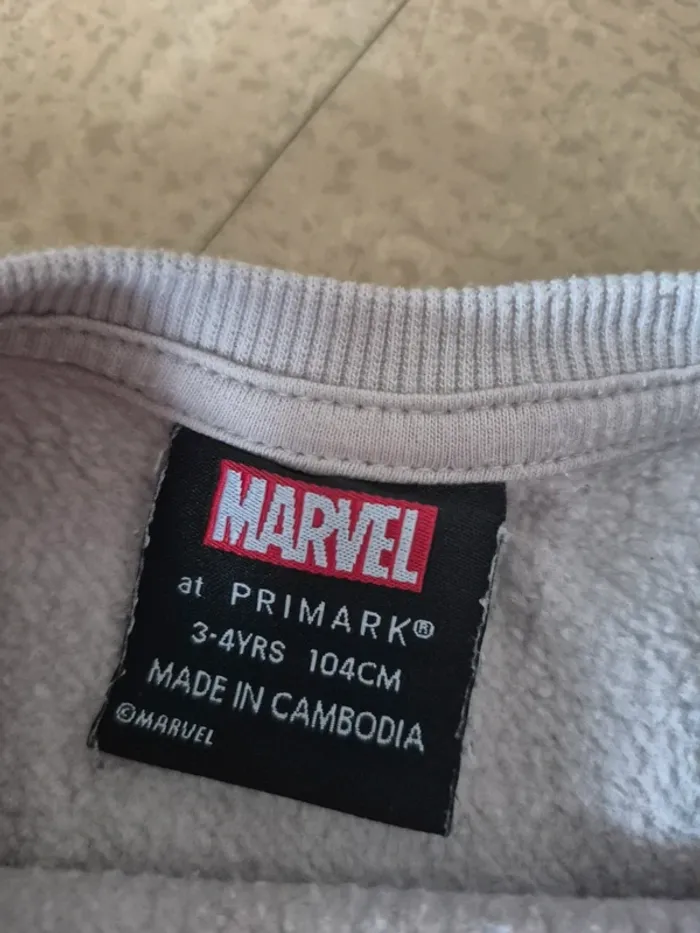 MARVEL
at PRIMARK®
3-4YRS 104CM
MADE IN CAMBODIA
©MARVEL